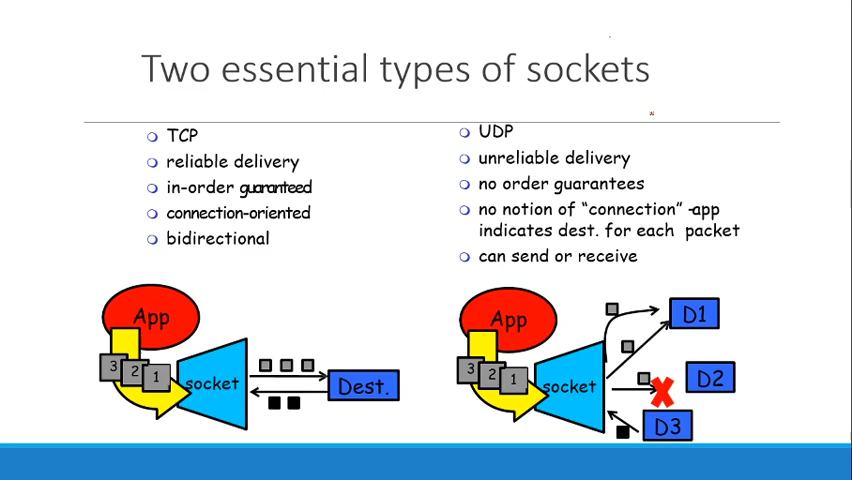 Two essential types of sockets
TCP
reliable delivery
in-order guaranteed
connection-oriented
bidirectional
UDP
unreliable delivery
no order guarantees
no notion of “connection” -app
indicates dest. for each packet
can send or receive
App
3
2
1
socket
Dest.
App
3
2
1
socket
D1
D2
D3